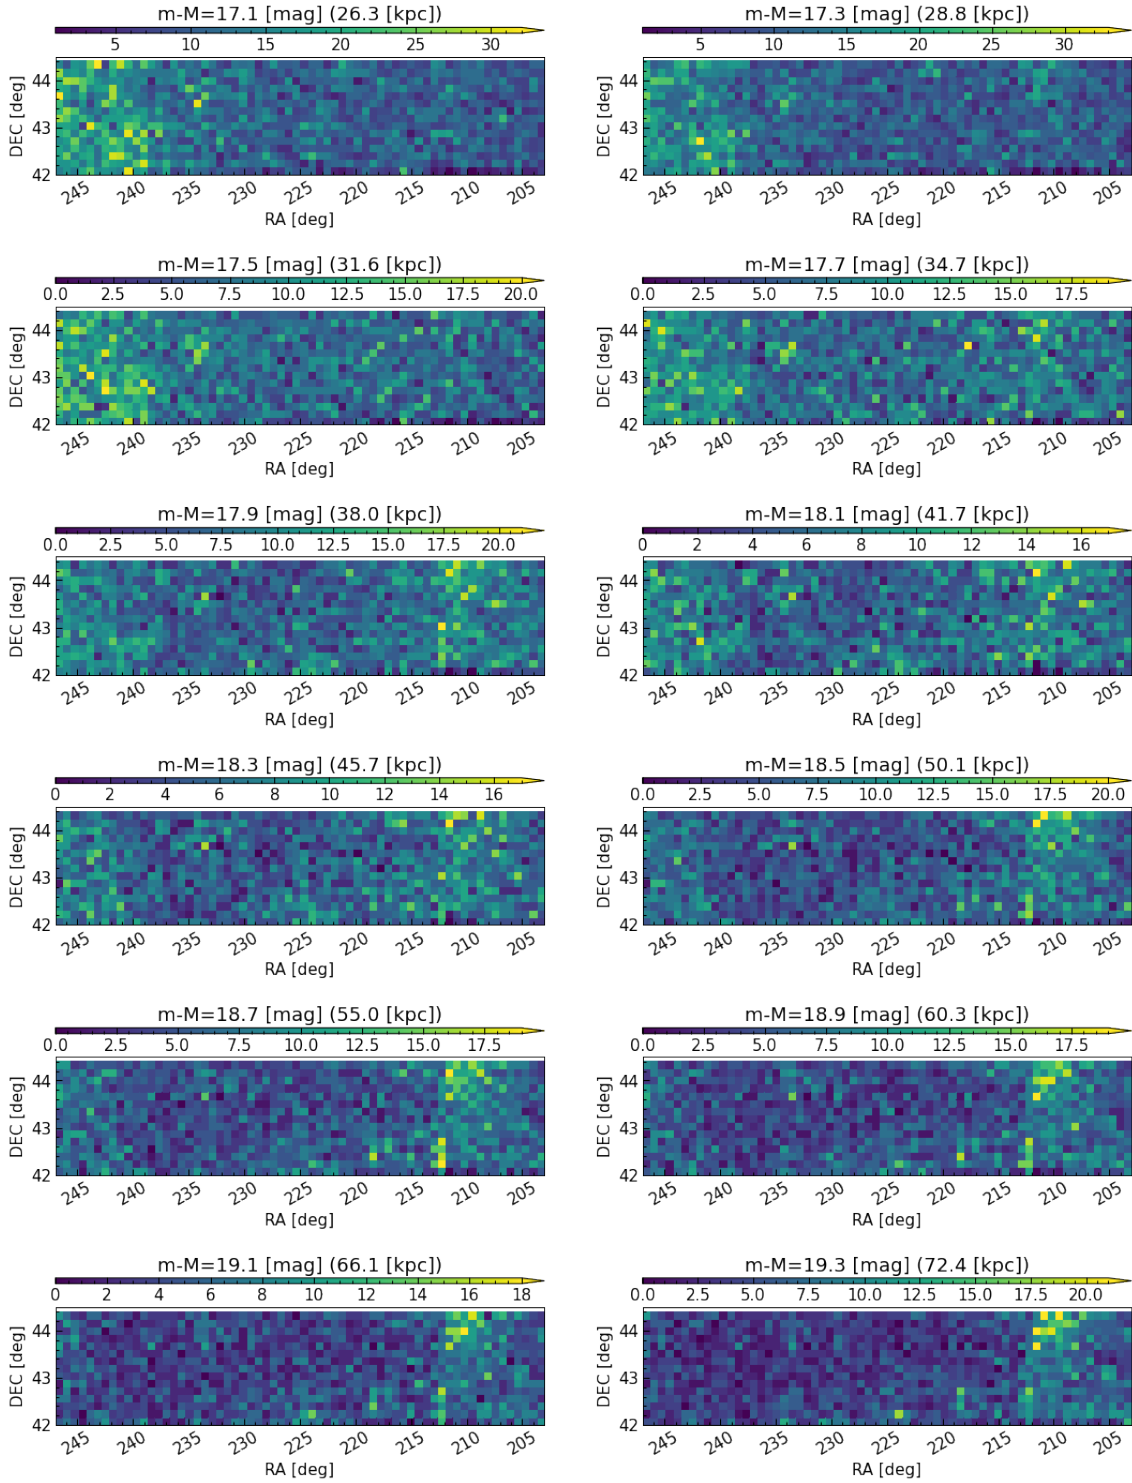 m-M=17.1 [mag] (26.3 [kpc])
5 10 15 20 25 30
DEC [deg]
44
43
42
245 240 235 230 225 220 215 210 205
RA [deg]
m-M=17.3 [mag] (28.8 [kpc])
5 10 15 20 25 30
DEC [deg]
44
43
42
245 240 235 230 225 220 215 210 205
RA [deg]
m-M=17.5 [mag] (31.6 [kpc])
0.0 2.5 5.0 7.5 10.0 12.5 15.0 17.5 20.0
DEC [deg]
44
43
42
245 240 235 230 225 220 215 210 205
RA [deg]
m-M=17.7 [mag] (34.7 [kpc])
0.0 2.5 5.0 7.5 10.0 12.5 15.0 17.5
DEC [deg]
44
43
42
245 240 235 230 225 220 215 210 205
RA [deg]
m-M=17.9 [mag] (38.0 [kpc])
0.0 2.5 5.0 7.5 10.0 12.5 15.0 17.5 20.0
DEC [deg]
44
43
42
245 240 235 230 225 220 215 210 205
RA [deg]
m-M=18.1 [mag] (41.7 [kpc])
0 2 4 6 8 10 12 14 16
DEC [deg]
44
43
42
245 240 235 230 225 220 215 210 205
RA [deg]
m-M=18.3 [mag] (45.7 [kpc])
0 2 4 6 8 10 12 14 16
DEC [deg]
44
43
42
245 240 235 230 225 220 215 210 205
RA [deg]
m-M=18.5 [mag] (50.1 [kpc])
0.0 2.5 5.0 7.5 10.0 12.5 15.0 17.5 20.0
DEC [deg]
44
43
42
245 240 235 230 225 220 215 210 205
RA [deg]
m-M=18.7 [mag] (55.0 [kpc])
0.0 2.5 5.0 7.5 10.0 12.5 15.0 17.5
DEC [deg]
44
43
42
245 240 235 230 225 220 215 210 205
RA [deg]
m-M=18.9 [mag] (60.3 [kpc])
0.0 2.5 5.0 7.5 10.0 12.5 15.0 17.5
DEC [deg]
44
43
42
245 240 235 230 225 220 215 210 205
RA [deg]
m-M=19.1 [mag] (66.1 [kpc])
0 2 4 6 8 10 12 14 16 18
DEC [deg]
44
43
42
245 240 235 230 225 220 215 210 205
RA [deg]
m-M=19.3 [mag] (72.4 [kpc])
0.0 2.5 5.0 7.5 10.0 12.5 15.0 17.5 20.0
DEC [deg]
44
43
42
245 240 235 230 225 220 215 210 205
RA [deg]